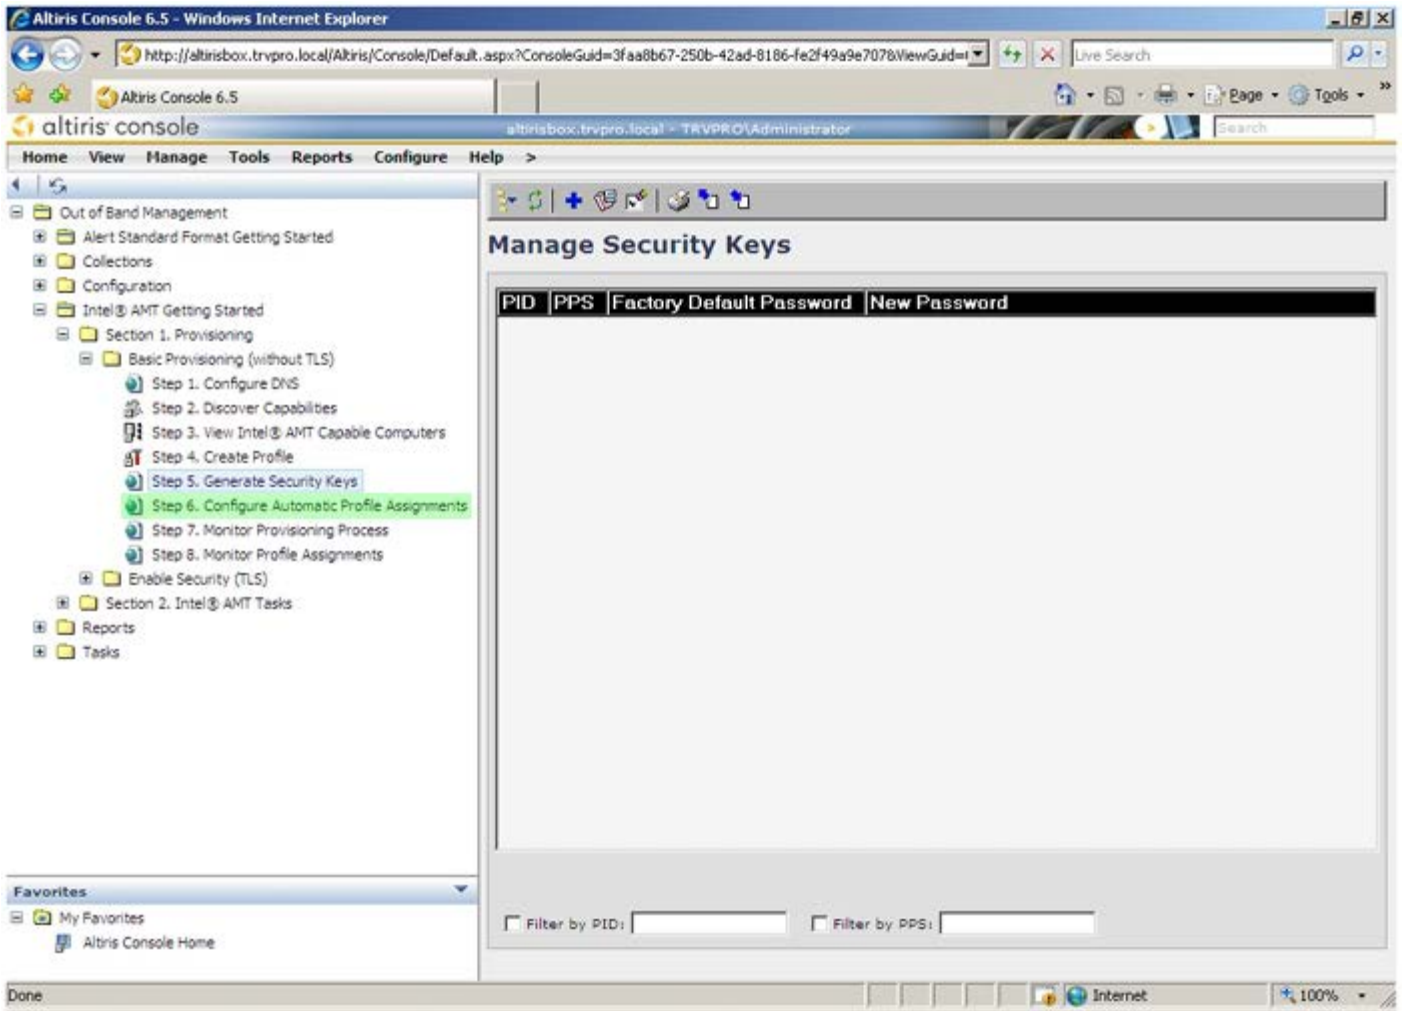 Altiris Console 6.5 - Windows Internet Explorer
http://altirisbox.trvpro.local/Altiris/Console/Default.aspx?ConsoleGuid=3faa8b67-250b-42ad-8186-fe2f49a9e707&ViewGuid=
Live Search
Altiris Console 6.5
Page
Tools
altiris console
altirisbox.trvpro.local - TRVPRO\Administrator
Search
Home View Manage Tools Reports Configure Help >
Out of Band Management
Alert Standard Format Getting Started
Collections
Configuration
Intel® AMT Getting Started
Section 1. Provisioning
Basic Provisioning (without TLS)
Step 1. Configure DNS
Step 2. Discover Capabilities
Step 3. View Intel® AMT Capable Computers
Step 4. Create Profile
Step 5. Generate Security Keys
Step 6. Configure Automatic Profile Assignments
Step 7. Monitor Provisioning Process
Step 8. Monitor Profile Assignments
Enable Security (TLS)
Section 2. Intel® AMT Tasks
Reports
Tasks
Manage Security Keys
PID PPS Factory Default Password New Password
Filter by PID:
Filter by PPS:
Favorites
My Favorites
Altiris Console Home
Done
Internet
100%